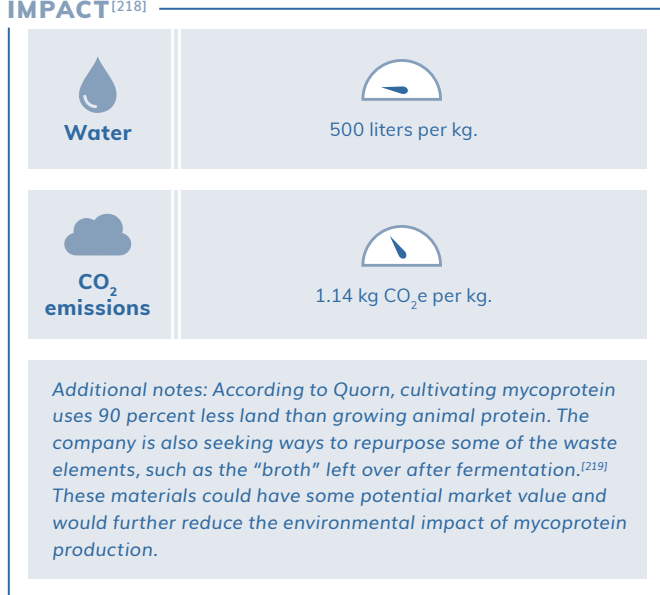 IMPACT[218]
Water
500 liters per kg.
CO2
emissions
1.14 kg CO2e per kg.
Additional notes: According to Quorn, cultivating mycoprotein
uses 90 percent less land than growing animal protein. The
company is also seeking ways to repurpose some of the waste
elements, such as the “broth” left over after fermentation.[219]
These materials could have some potential market value and
would further reduce the environmental impact of mycoprotein
production.